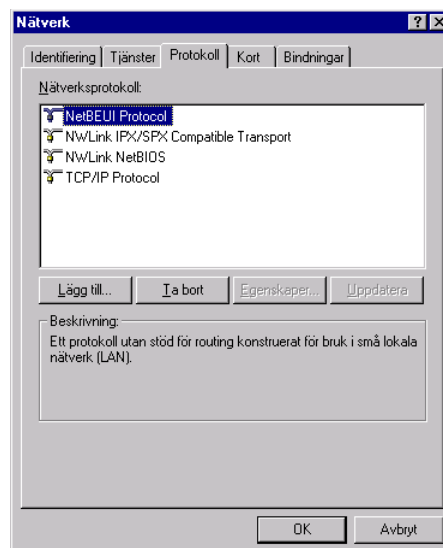 Nätverk
Identifiering Tjänster Protokoll Kort Bindningar
Nätverksprotokoll:
NetBEUI Protocol
NWLink IPX/SPX Compatible Transport
NWLink NetBIOS
TCP/IP Protocol
Lägg till... Ta bort Egenskaper... Uppdatera
Beskrivning:
Ett protokoll utan stöd för routing konstruerat för bruk i små lokala
nätverk (LAN).
OK Avbryt